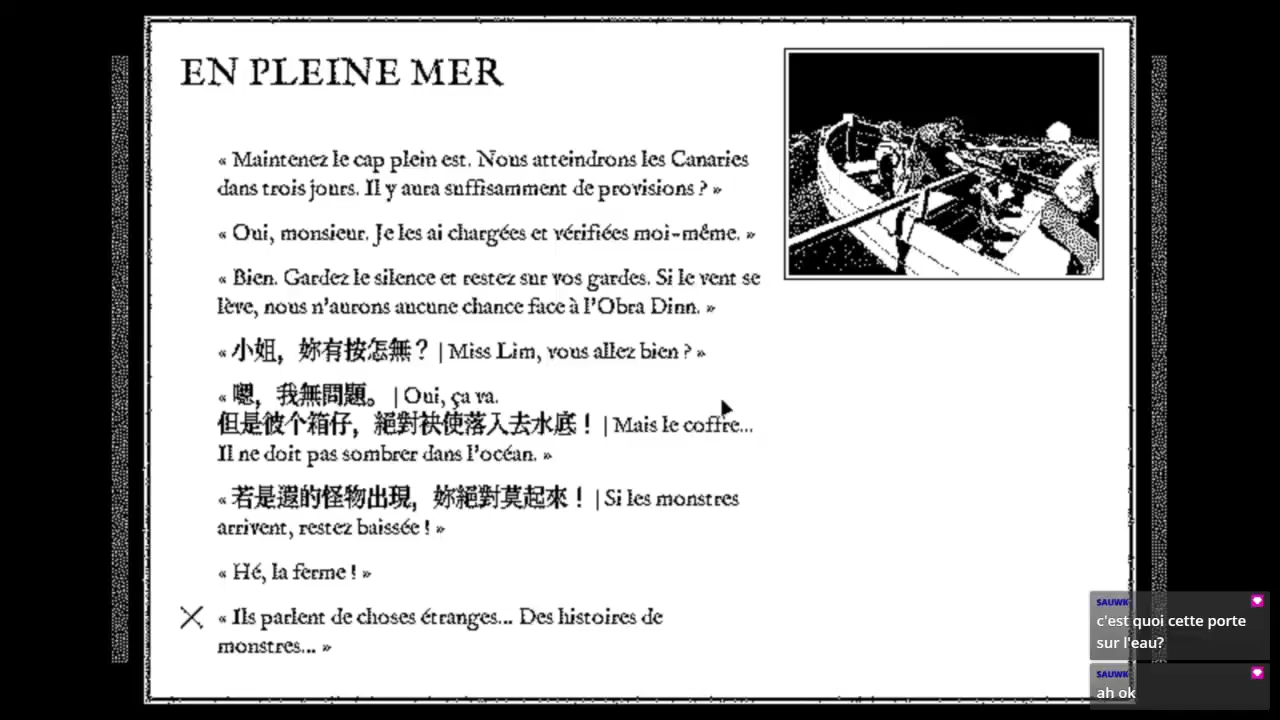 EN PLEINE MER
« Maintenez le cap plein est. Nous atteindrons les Canaries
dans trois jours. Il y aura suffisamment de provisions ? »
« Oui, monsieur. Je les ai chargées et vérifiées moi-même. »
« Bien. Gardez le silence et restez sur vos gardes. Si le vent se
lève, nous n'aurons aucune chance face à l'Obra Dinn. »
« 小姐，妳有按怎無？ | Miss Lim, vous allez bien ? »
« 嗯，我無問題。 | Oui, ça va.
但是彼个箱仔，絕對袂使落入去水底！ | Mais le coffre...
Il ne doit pas sombrer dans l'océan. »
« 若是遐的怪物出現，妳絕對莫起來！ | Si les monstres
arrivent, restez baissée ! »
« Hé, la ferme ! »
« Ils parlent de choses étranges... Des histoires de
monstres... »
SAUWK
c'est quoi cette porte
sur l'eau?
SAUWK
ah ok